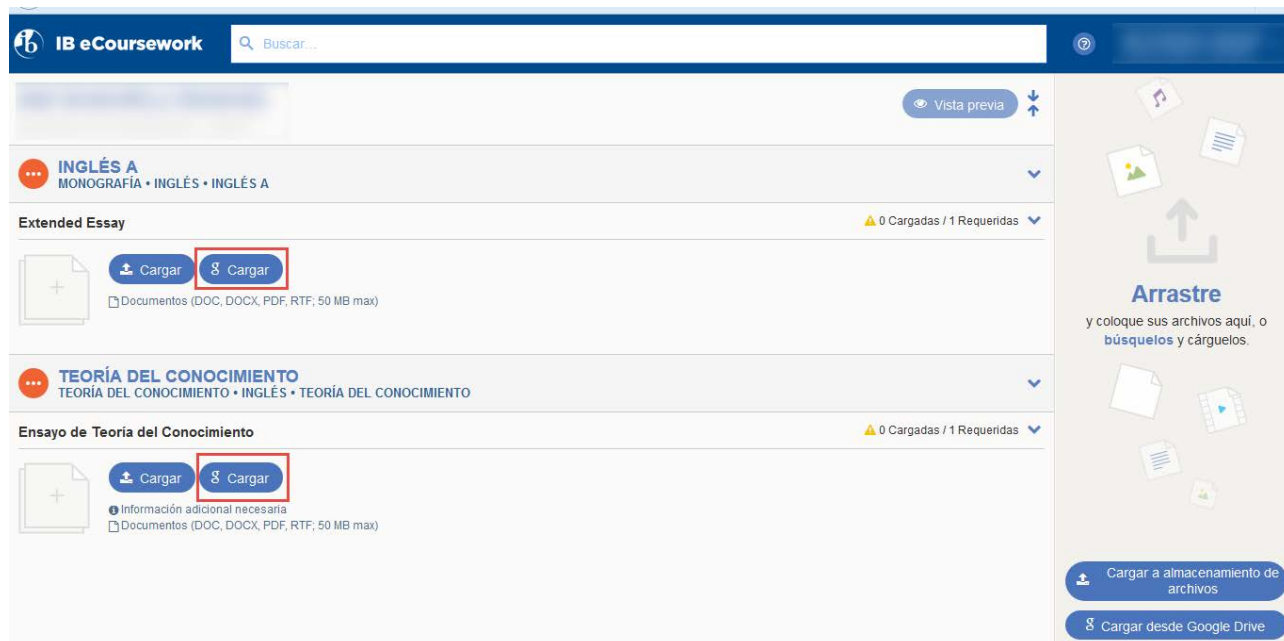 IB eCoursework
Buscar...
Vista previa
INGLÉS A
MONOGRAFÍA • INGLÉS • INGLÉS A
Extended Essay
0 Cargadas / 1 Requeridas
Cargar
g Cargar
Documentos (DOC, DOCX, PDF, RTF; 50 MB max)
TEORÍA DEL CONOCIMIENTO
TEORÍA DEL CONOCIMIENTO • INGLÉS • TEORÍA DEL CONOCIMIENTO
Ensayo de Teoría del Conocimiento
0 Cargadas / 1 Requeridas
Cargar
g Cargar
Información adicional necesaria
Documentos (DOC, DOCX, PDF, RTF; 50 MB max)
Arrastre
y coloque sus archivos aquí, o
búsquelos y cárguelos.
Cargar a almacenamiento de
archivos
g Cargar desde Google Drive